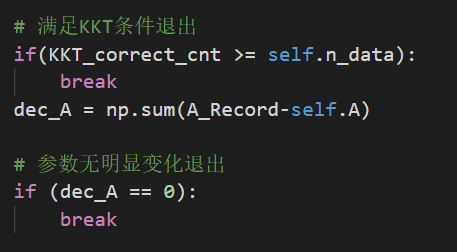 # 满足KKT条件退出
if(KKT_correct_cnt >= self.n_data):
    break
dec_A = np.sum(A_Record-self.A)
# 参数无明显变化退出
if (dec_A == 0):
    break